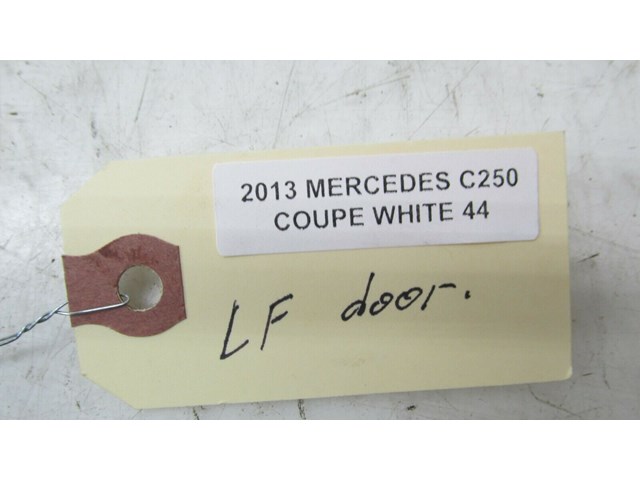 2013 MERCEDES C250
COUPE WHITE 44
LF door.